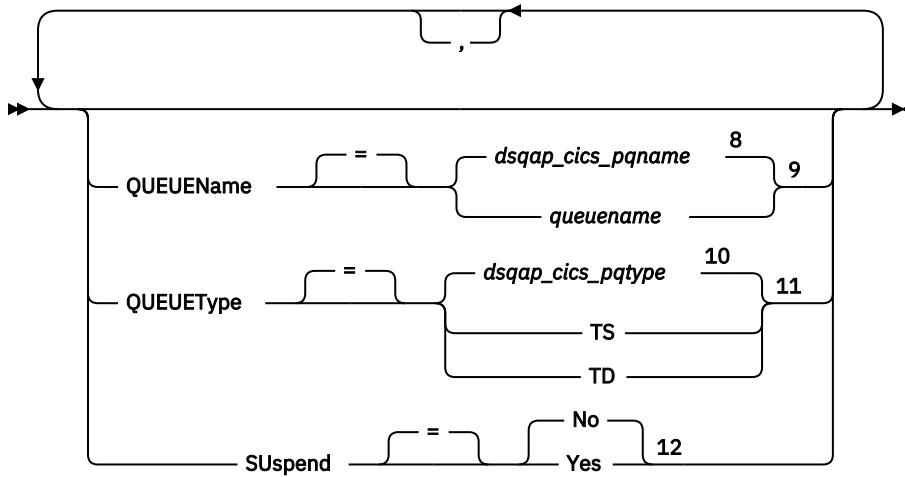 ,
=
dsqap_cics_pqname 8
QUEUEName 9
queuename
=
dsqap_cics_pqtype 10
QUEUEType 11
TS
TD
No
=
SUspend Yes 12